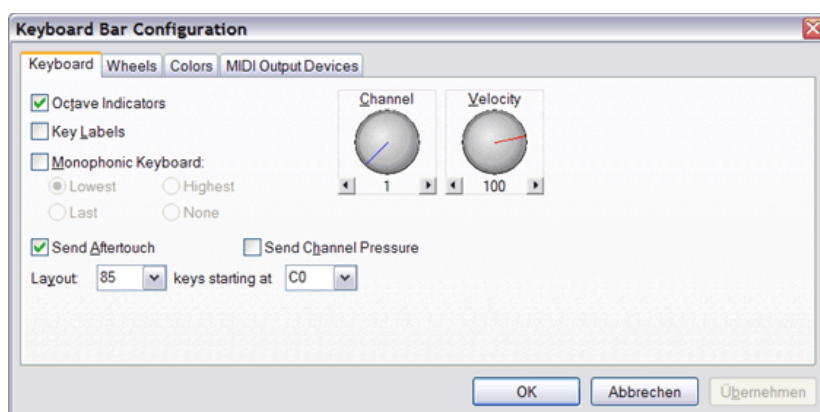 Keyboard Bar Configuration
Keyboard Wheels Colors MIDI Output Devices
Octave Indicators
Key Labels
Monophonic Keyboard:
Lowest Highest
Last None
Channel Velocity
1 100
Send Aftertouch Send Channel Pressure
Layout: 85 keys starting at C0
OK Abbrechen Übernehmen